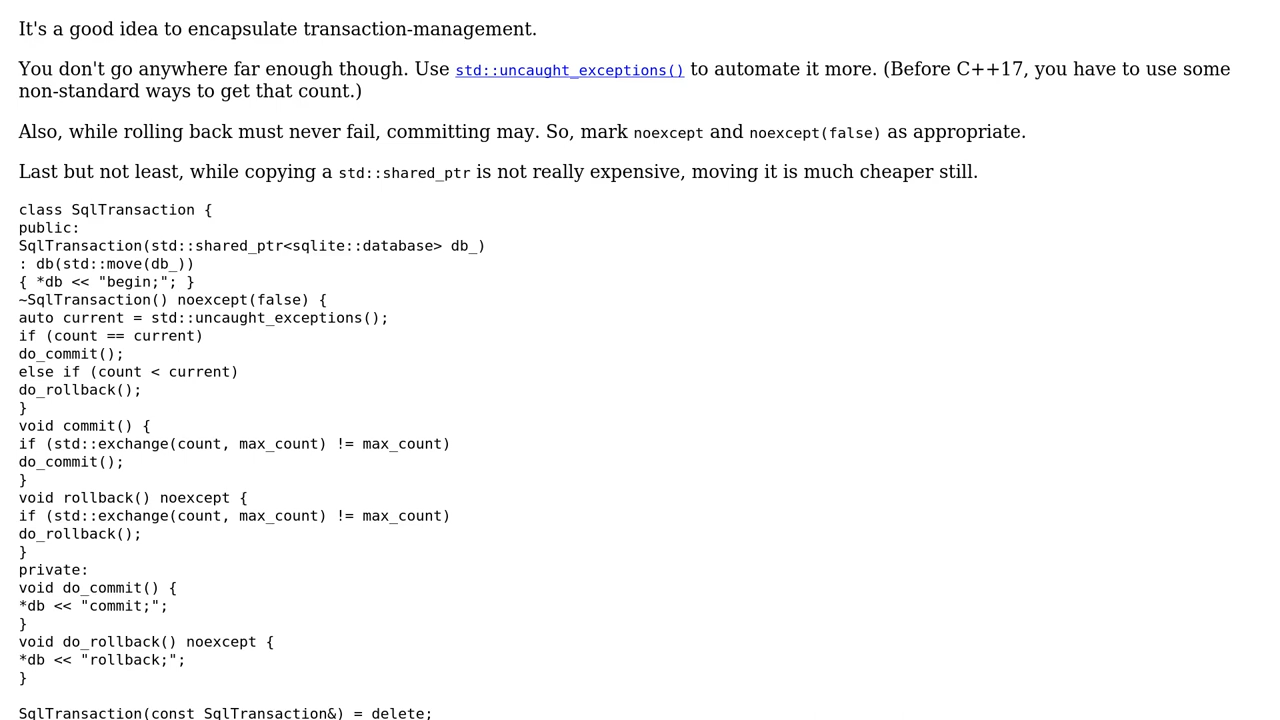 It's a good idea to encapsulate transaction-management.
You don't go anywhere far enough though. Use std::uncaught_exceptions() to automate it more. (Before C++17, you have to use some
non-standard ways to get that count.)
Also, while rolling back must never fail, committing may. So, mark noexcept and noexcept(false) as appropriate.
Last but not least, while copying a std::shared_ptr is not really expensive, moving it is much cheaper still.
class SqlTransaction {
public:
SqlTransaction(std::shared_ptr<sqlite::database> db_)
: db(std::move(db_))
{ *db << "begin;"; }
~SqlTransaction() noexcept(false) {
auto current = std::uncaught_exceptions();
if (count == current)
do_commit();
else if (count < current)
do_rollback();
}
void commit() {
if (std::exchange(count, max_count) != max_count)
do_commit();
}
void rollback() noexcept {
if (std::exchange(count, max_count) != max_count)
do_rollback();
}
private:
void do_commit() {
*db << "commit;";
}
void do_rollback() noexcept {
*db << "rollback;";
}
SqlTransaction(const SqlTransaction&) = delete;